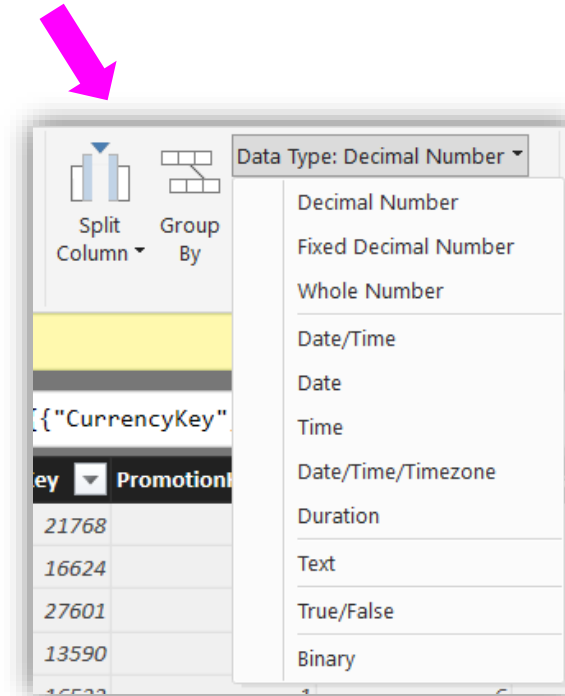 Data Type: Decimal Number
Split Column
Group By
Decimal Number
Fixed Decimal Number
Whole Number
Date/Time
Date
Time
Date/Time/Timezone
Duration
Text
True/False
Binary
[{"CurrencyKey"
ey
Promotion
21768
16624
27601
13590